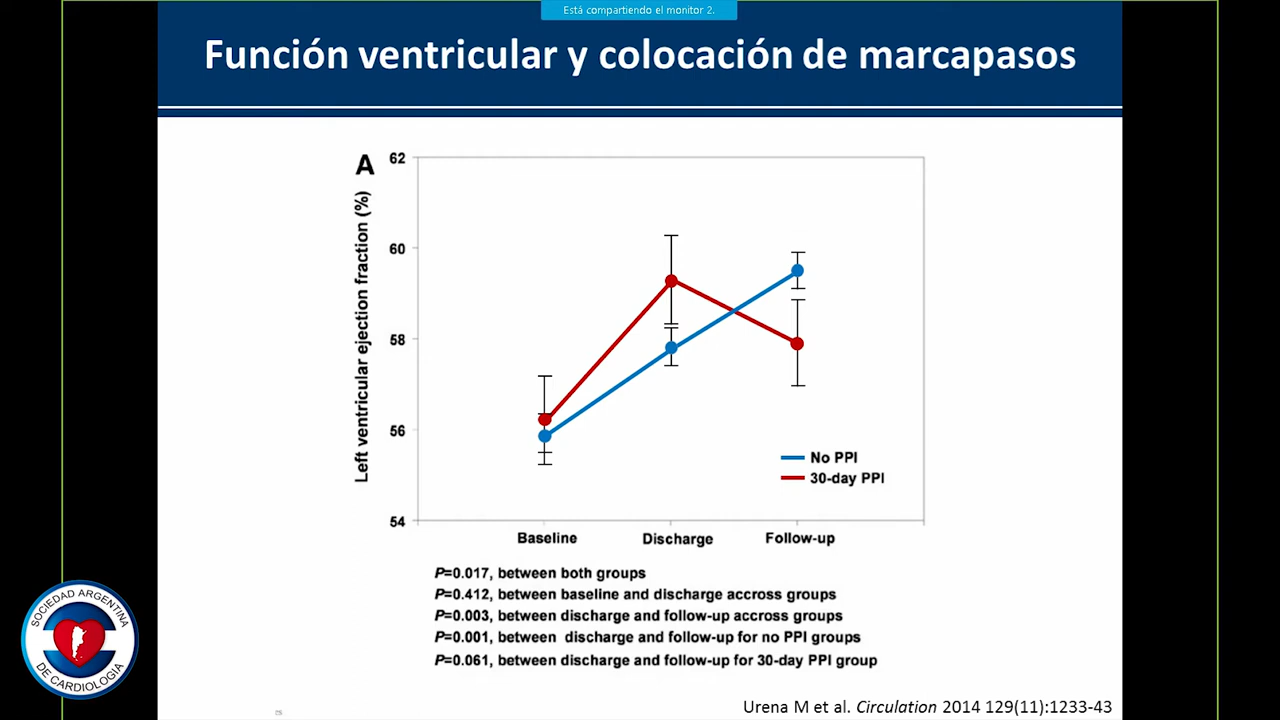 Está compartiendo el monitor 2.
Función ventricular y colocación de marcapasos
A
62
60
58
56
54
Left ventricular ejection fraction (%)
No PPI
30-day PPI
Baseline
Discharge
Follow-up
P=0.017, between both groups
P=0.412, between baseline and discharge accross groups
P=0.003, between discharge and follow-up accross groups
P=0.001, between discharge and follow-up for no PPI groups
P=0.061, between discharge and follow-up for 30-day PPI group
SOCIEDAD ARGENTINA
DE CARDIOLOGIA
Urena M et al. Circulation 2014 129(11):1233-43